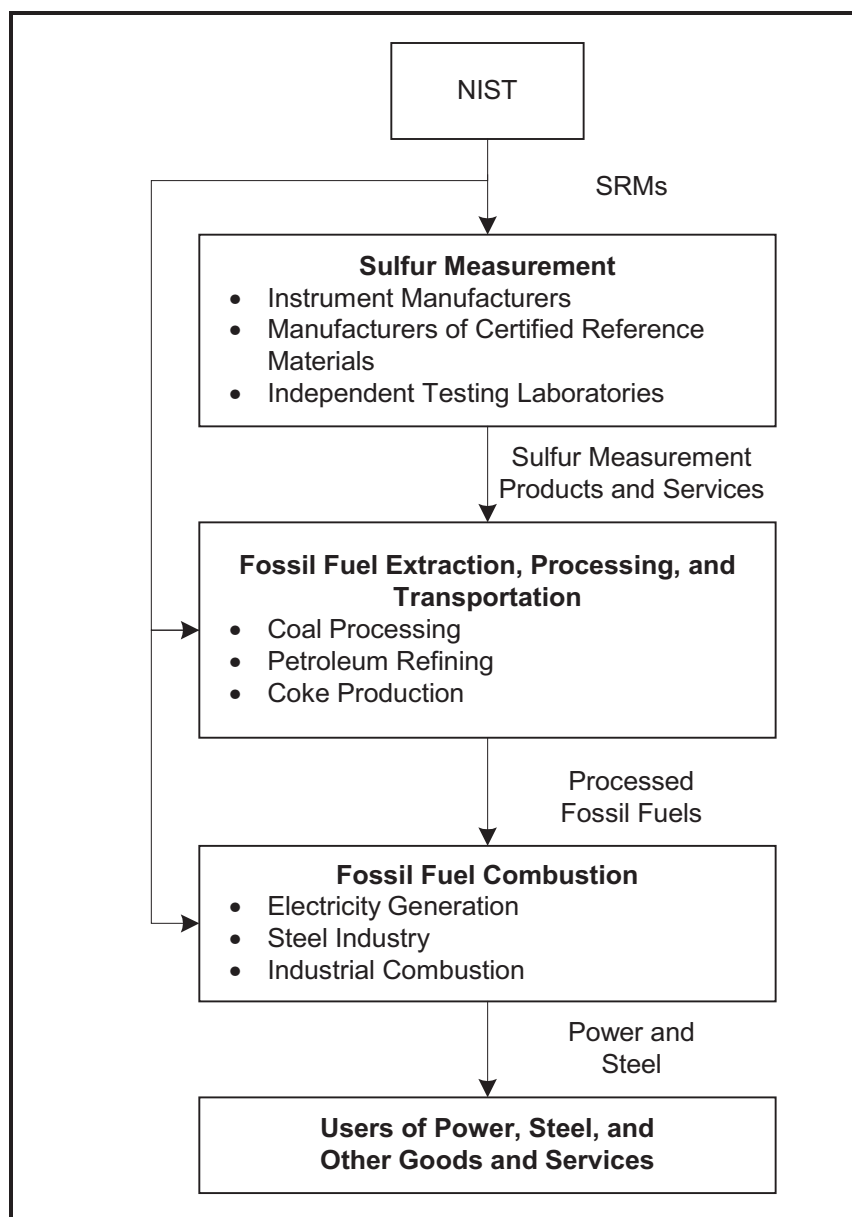 NIST
SRMs
Sulfur Measurement
• Instrument Manufacturers
• Manufacturers of Certified Reference
Materials
• Independent Testing Laboratories
Sulfur Measurement
Products and Services
Fossil Fuel Extraction, Processing, and
Transportation
• Coal Processing
• Petroleum Refining
• Coke Production
Processed
Fossil Fuels
Fossil Fuel Combustion
• Electricity Generation
• Steel Industry
• Industrial Combustion
Power and
Steel
Users of Power, Steel, and
Other Goods and Services